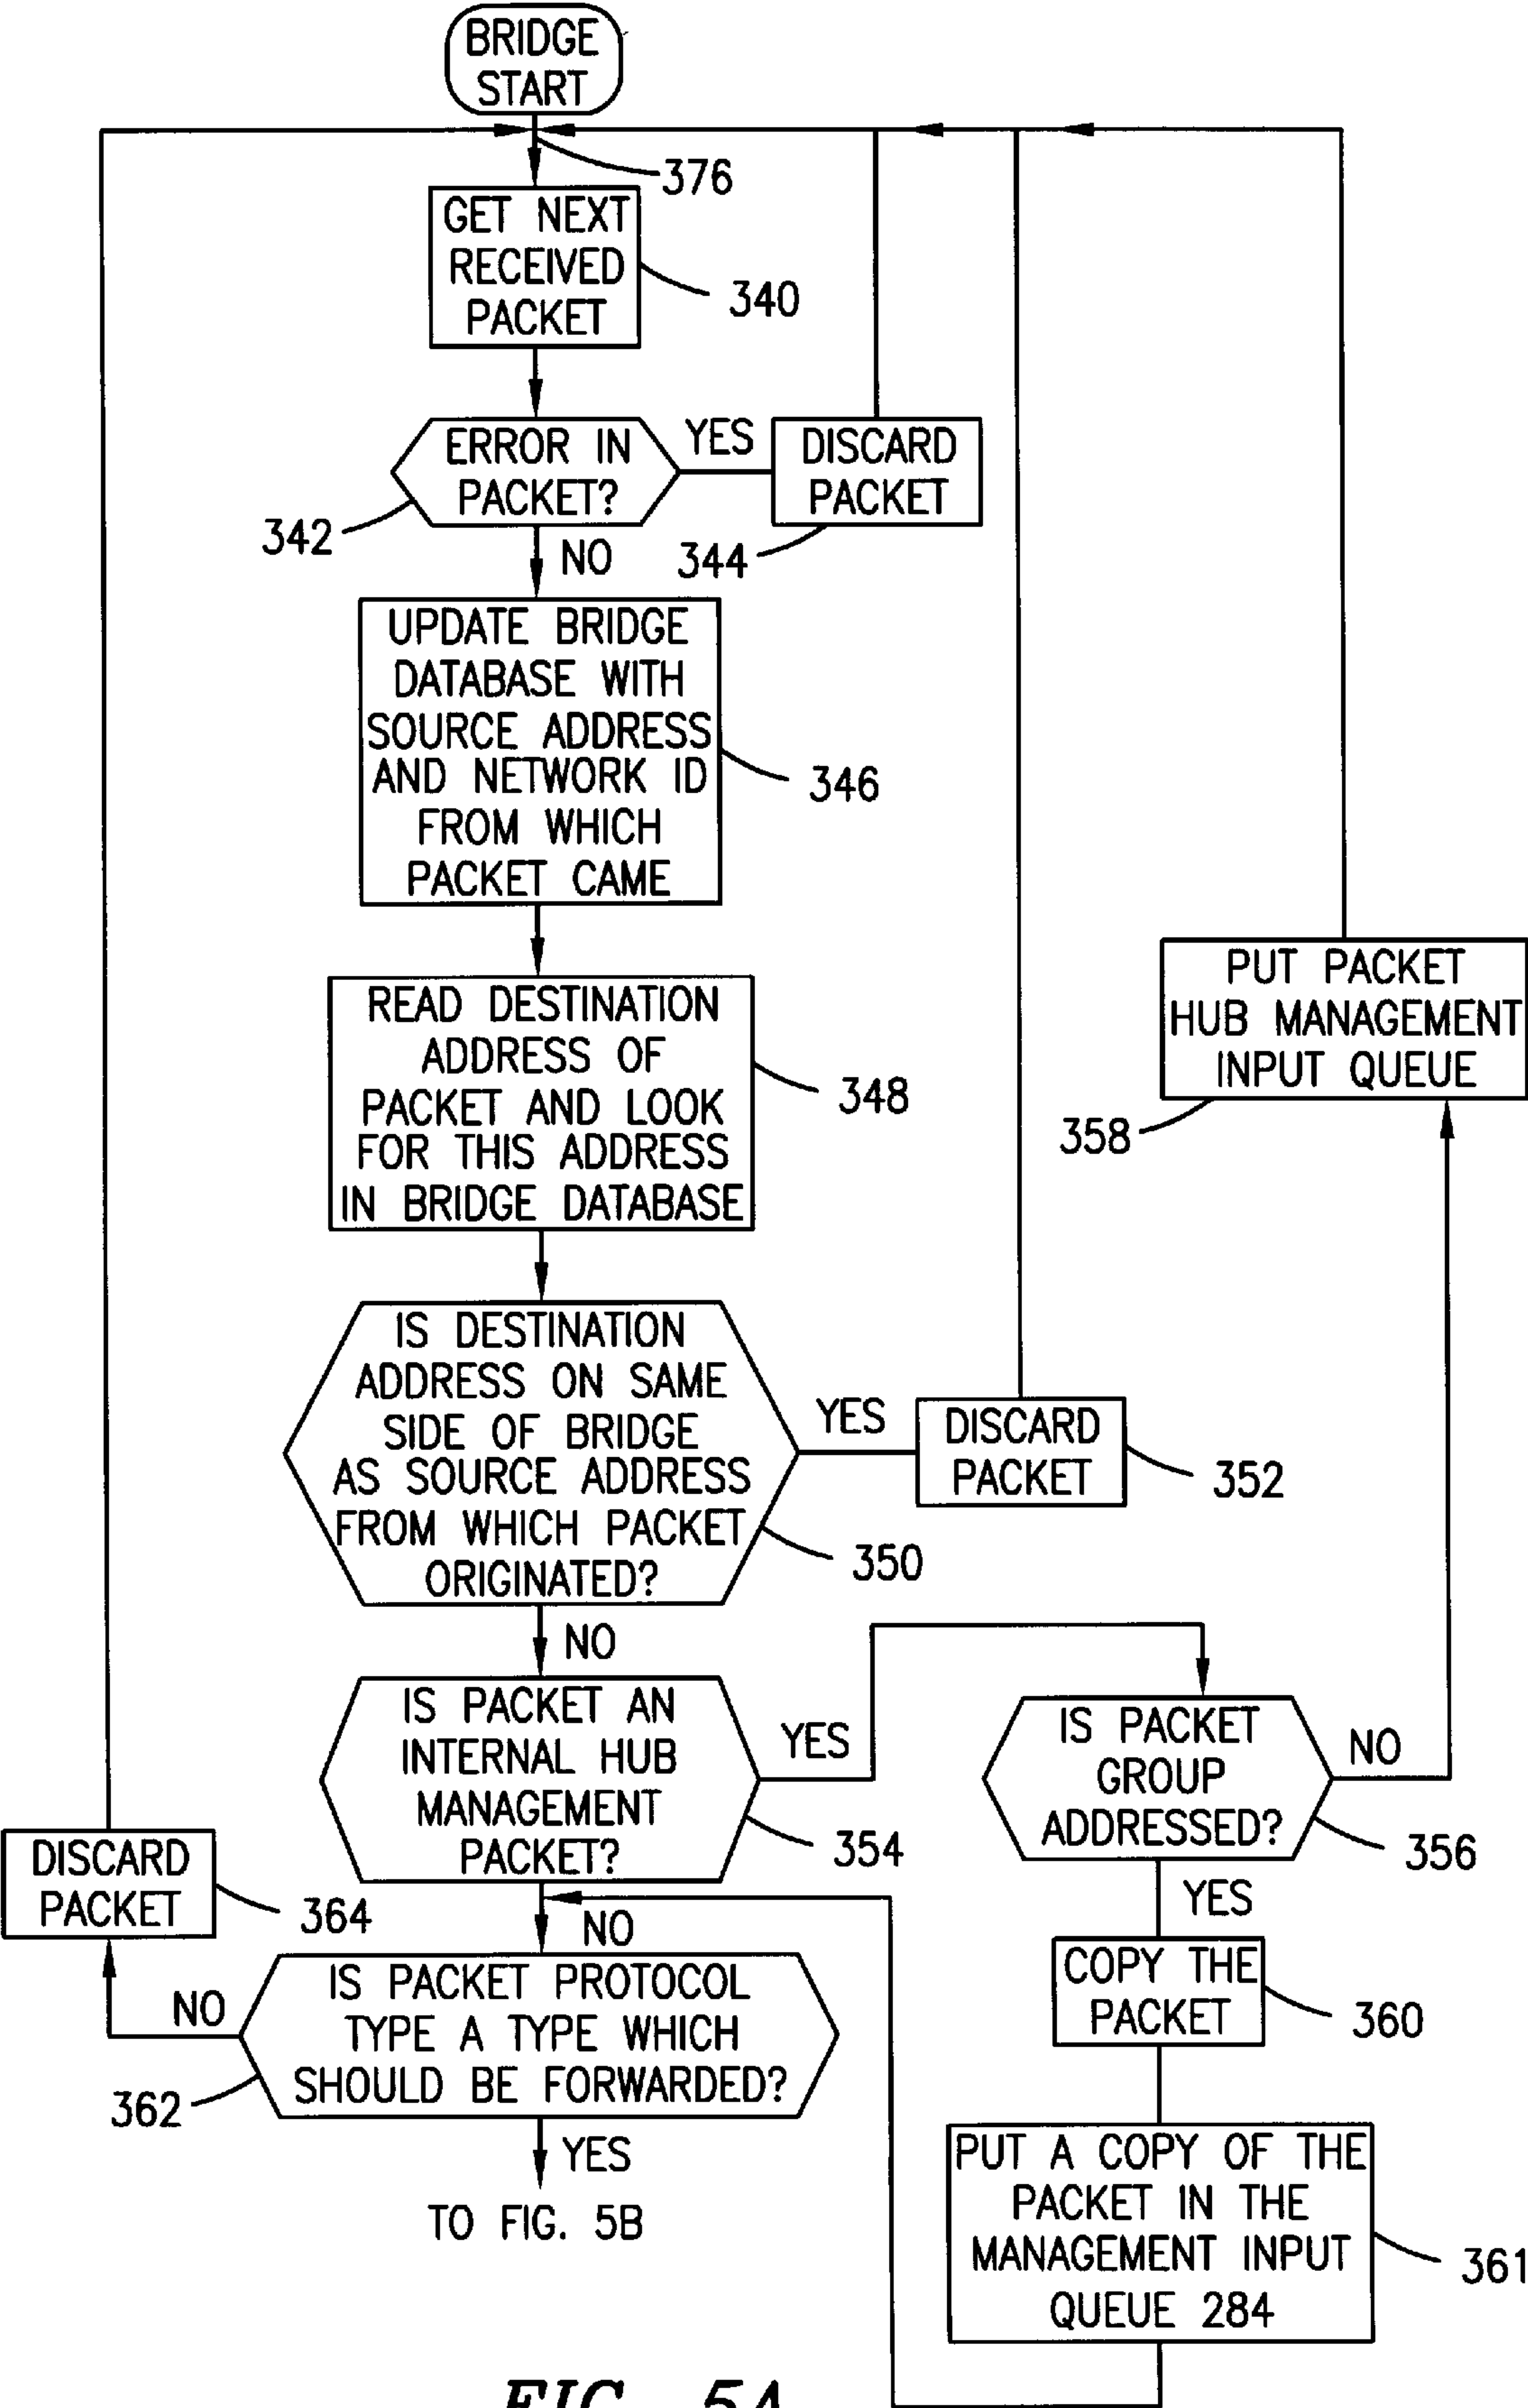 BRIDGE
START
376
GET NEXT
RECEIVED
PACKET
340
ERROR IN
PACKET?
YES
DISCARD
PACKET
342
NO
344
UPDATE BRIDGE
DATABASE WITH
SOURCE ADDRESS
AND NETWORK ID
FROM WHICH
PACKET CAME
346
READ DESTINATION
ADDRESS OF
PACKET AND LOOK
FOR THIS ADDRESS
IN BRIDGE DATABASE
348
PUT PACKET
HUB MANAGEMENT
INPUT QUEUE
358
IS DESTINATION
ADDRESS ON SAME
SIDE OF BRIDGE
AS SOURCE ADDRESS
FROM WHICH PACKET
ORIGINATED?
YES
DISCARD
PACKET
352
350
NO
IS PACKET AN
INTERNAL HUB
MANAGEMENT
PACKET?
YES
354
IS PACKET
GROUP
ADDRESSED?
NO
356
DISCARD
PACKET
364
NO
YES
COPY THE
PACKET
360
IS PACKET PROTOCOL
TYPE A TYPE WHICH
SHOULD BE FORWARDED?
NO
362
YES
TO FIG. 5B
PUT A COPY OF THE
PACKET IN THE
MANAGEMENT INPUT
QUEUE 284
361
FIG. 5A